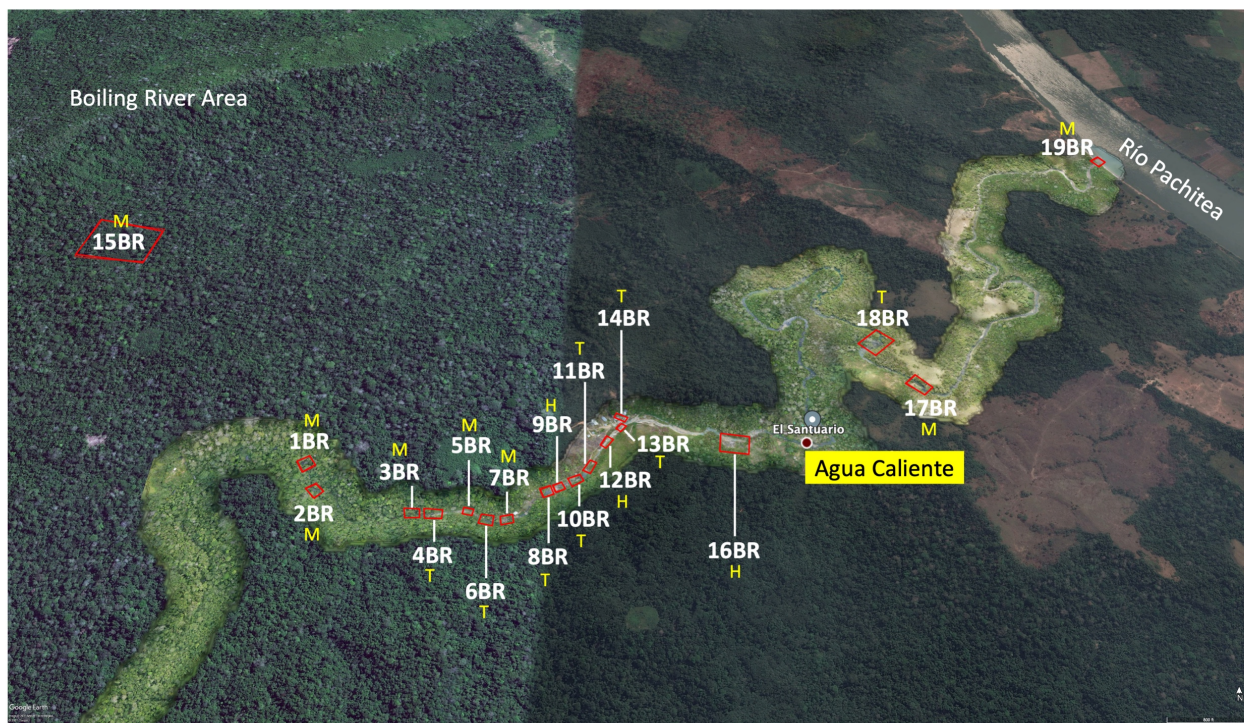 Boiling River Area
M
15BR
M
19BR
Río Pachitea
T
18BR
17BR
M
T
14BR
T
11BR
H
9BR
M
5BR
M
7BR
M
3BR
M
1BR
2BR
M
4BR
T
6BR
T
8BR
T
10BR
T
12BR
H
13BR
T
16BR
H
El Santuario
Agua Caliente
Google Earth
N